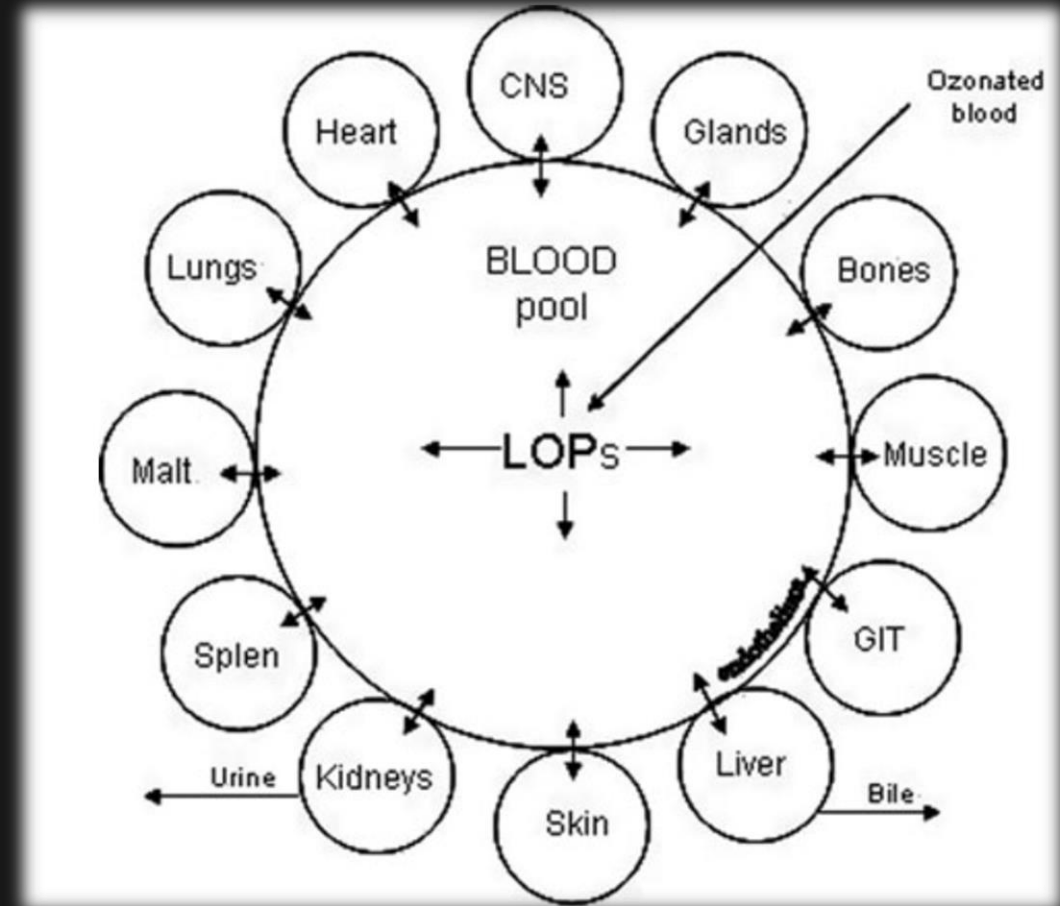 CNS
Heart
Glands
Ozonated
blood
Lungs
BLOOD
pool
Bones
LOPs
Malt.
Muscle
endothelium
GIT
Splen
Kidneys
Urine
Liver
Bile
Skin